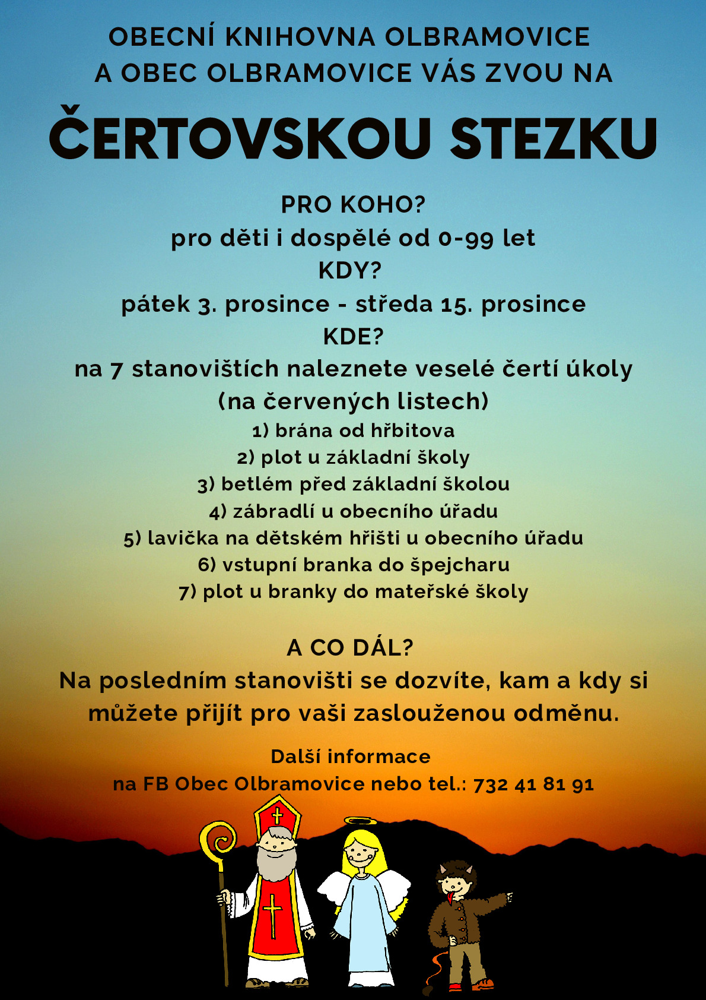 OBECNÍ KNIHOVNA OLBRAMOVICE
A OBEC OLBRAMOVICE VÁS ZVOU NA
ČERTOVSKOU STEZKU
PRO KOHO?
pro děti i dospělé od 0-99 let
KDY?
pátek 3. prosince - středa 15. prosince
KDE?
na 7 stanovištích naleznete veselé čertí úkoly
(na červených listech)
1) brána od hřbitova
2) plot u základní školy
3) betlém před základní školou
4) zábradlí u obecního úřadu
5) lavička na dětském hřišti u obecního úřadu
6) vstupní branka do špejcharu
7) plot u branky do mateřské školy
A CO DÁL?
Na posledním stanovišti se dozvíte, kam a kdy si
můžete přijít pro vaši zaslouženou odměnu.
Další informace
na FB Obec Olbramovice nebo tel.: 732 41 81 91